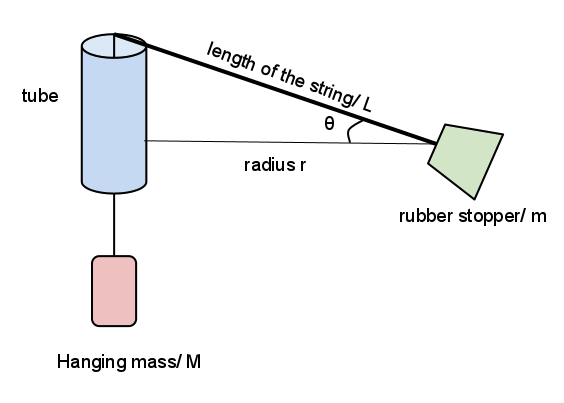 length of the string/ L
tube
θ
radius r
rubber stopper/ m
Hanging mass/ M